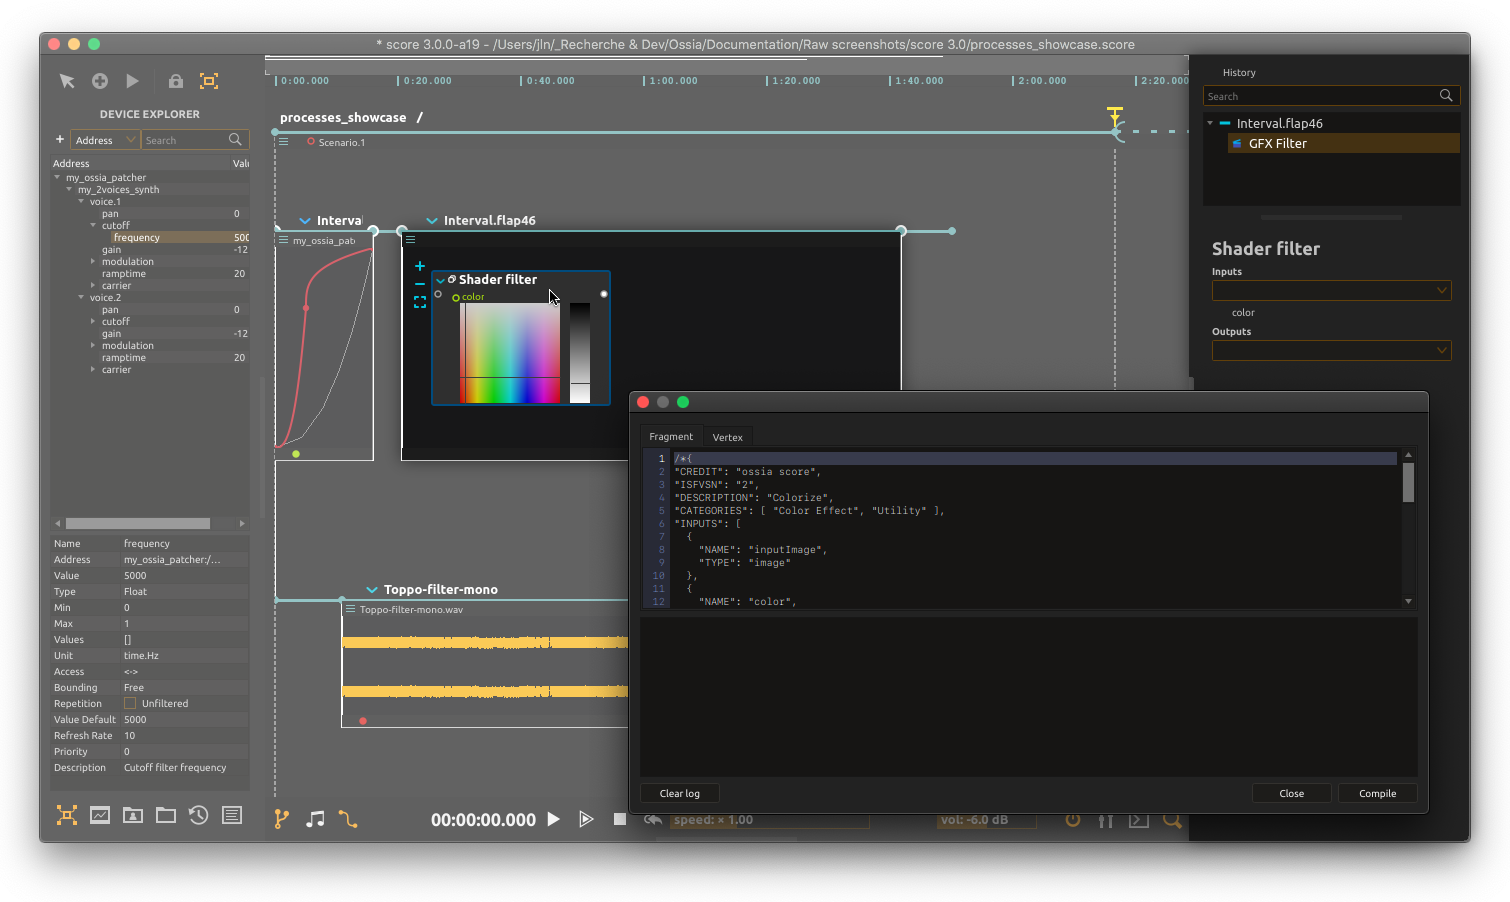 * score 3.0.0-a19 - /Users/jln/_Recherche & Dev/Ossia/Documentation/Raw screenshots/score 3.0/processes_showcase.score
DEVICE EXPLORER
+ Address Search
Address Valu
my_ossia_patcher
my_2voices_synth
voice.1
pan 0
cutoff
frequency 500
gain -12
modulation
ramptime 20
carrier
voice.2
pan 0
cutoff
gain -12
modulation
ramptime 20
carrier
Name frequency
Address my_ossia_patcher:/...
Value 5000
Type Float
Min 0
Max 1
Values []
Unit time.Hz
Access <->
Bounding Free
Repetition Unfiltered
Value Default 5000
Refresh Rate 10
Priority 0
Description Cutoff filter frequency
0:00.000 0:20.000 0:40.000 1:00.000 1:20.000 1:40.000 2:00.000 2:20.000
processes_showcase /
Scenario.1
Interval
my_ossia_patb
Interval.flap46
Shader filter
color
Toppo-filter-mono
Toppo-filter-mono.wav
00:00:00.000
speed: × 1.00
vol: -6.0 dB
History
Search
Interval.flap46
GFX Filter
Shader filter
Inputs
color
Outputs
Fragment Vertex
1 /*{
2 "CREDIT": "ossia score",
3 "ISFVSN": "2",
4 "DESCRIPTION": "Colorize",
5 "CATEGORIES": [ "Color Effect", "Utility" ],
6 "INPUTS": [
7 {
8 "NAME": "inputImage",
9 "TYPE": "image"
10 },
11 {
12 "NAME": "color",
Clear log Close Compile